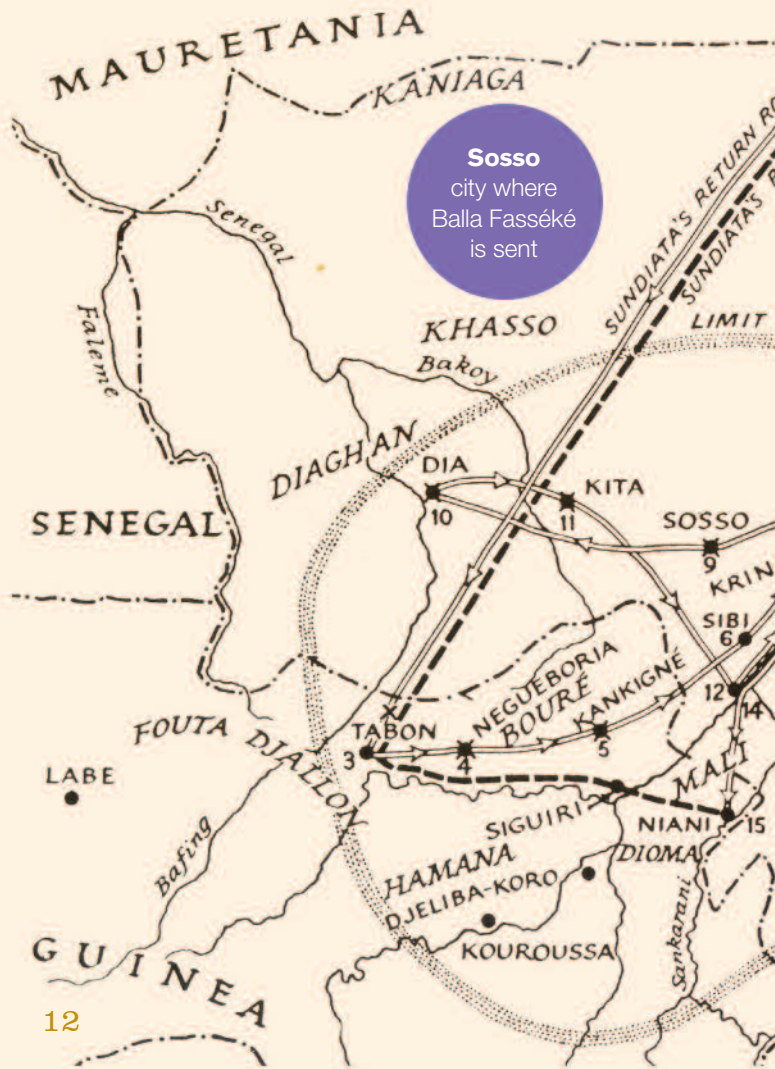 MAURETANIA
KANIAGA
Sosso
city where
Balla Fasséké
is sent
SUNDIATA'S RETURN
SUNDIATA'S
Senegal
Faleme
KHASSO
LIMIT
Bakoy
DIAGHAN
DIA
10
KITA
11
SENEGAL
SOSSO
9
KRIN
SIBI
6
NEGUEBORIA
BOURÉ
KANKIGNÉ
12
14
FOUTA DJALLON
TABON
3
4
5
MALI
LABE
SIGUIRI
NIANI
15
Bafing
HAMANA
DIOMA
DJELIBA-KORO
KOUROUSSA
Sankarani
GUINEA
12